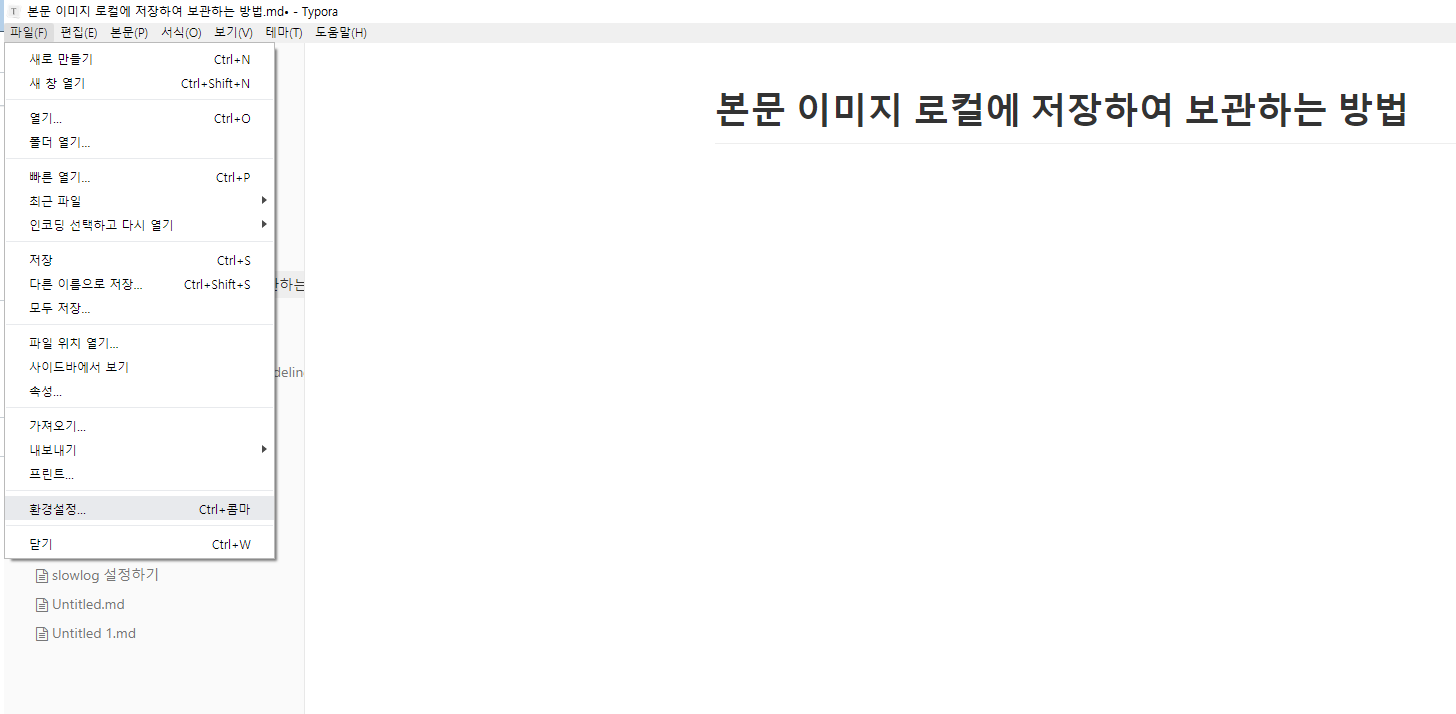 T 본문 이미지 로컬에 저장하여 보관하는 방법.md• - Typora
파일(F) 편집(E) 본문(P) 서식(O) 보기(V) 테마(T) 도움말(H)
새로 만들기 Ctrl+N
새 창 열기 Ctrl+Shift+N
열기... Ctrl+O
폴더 열기...
빠른 열기... Ctrl+P
최근 파일
인코딩 선택하고 다시 열기
저장 Ctrl+S
다른 이름으로 저장... Ctrl+Shift+S
모두 저장...
파일 위치 열기...
사이드바에서 보기
속성...
가져오기...
내보내기
프린트...
환경설정... Ctrl+콤마
닫기 Ctrl+W
하는
delin
slowlog 설정하기
Untitled.md
Untitled 1.md
본문 이미지 로컬에 저장하여 보관하는 방법